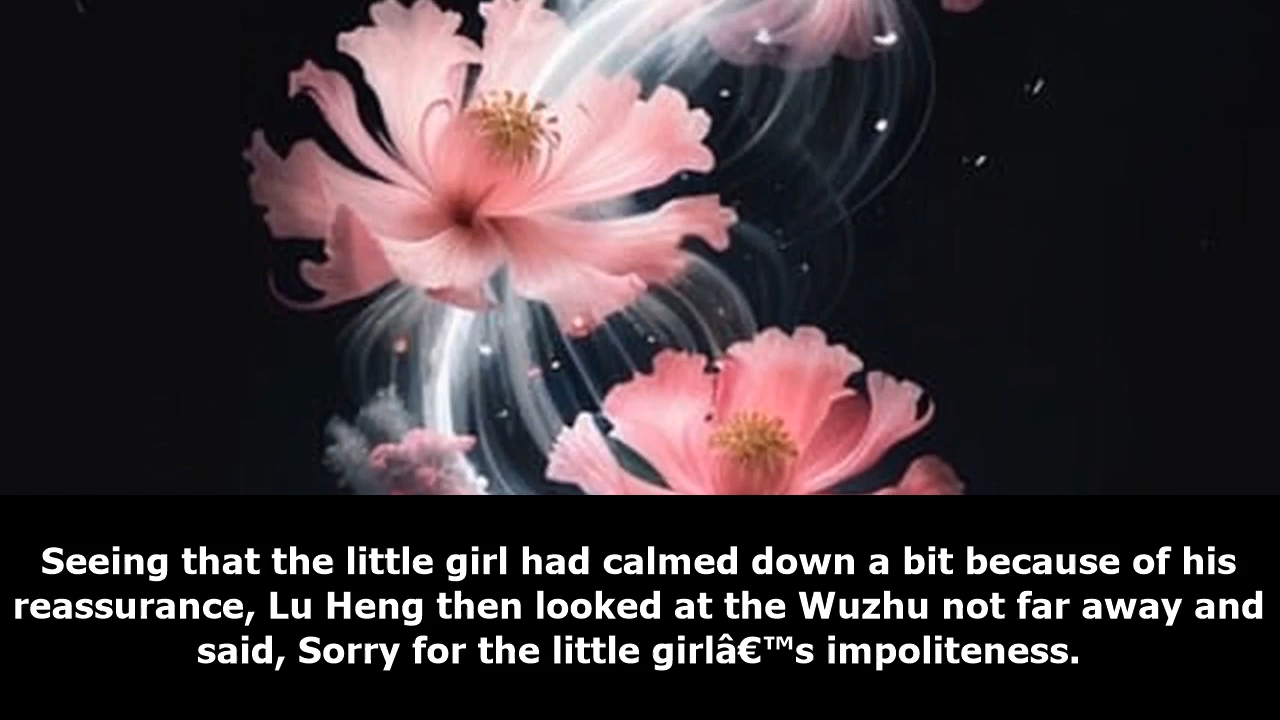 Seeing that the little girl had calmed down a bit because of his
reassurance, Lu Heng then looked at the Wuzhu not far away and
said, Sorry for the little girlâ€™s impoliteness.